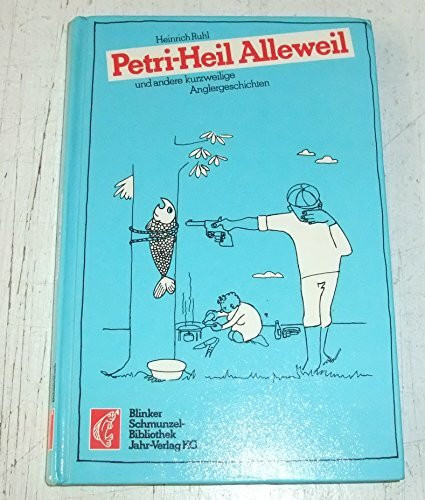 Heinrich Ruhl
Petri-Heil Alleweil
und andere kurzweilige
Anglergeschichten
Blinker
Schmunzel-
Bibliothek
Jahr-Verlag KG